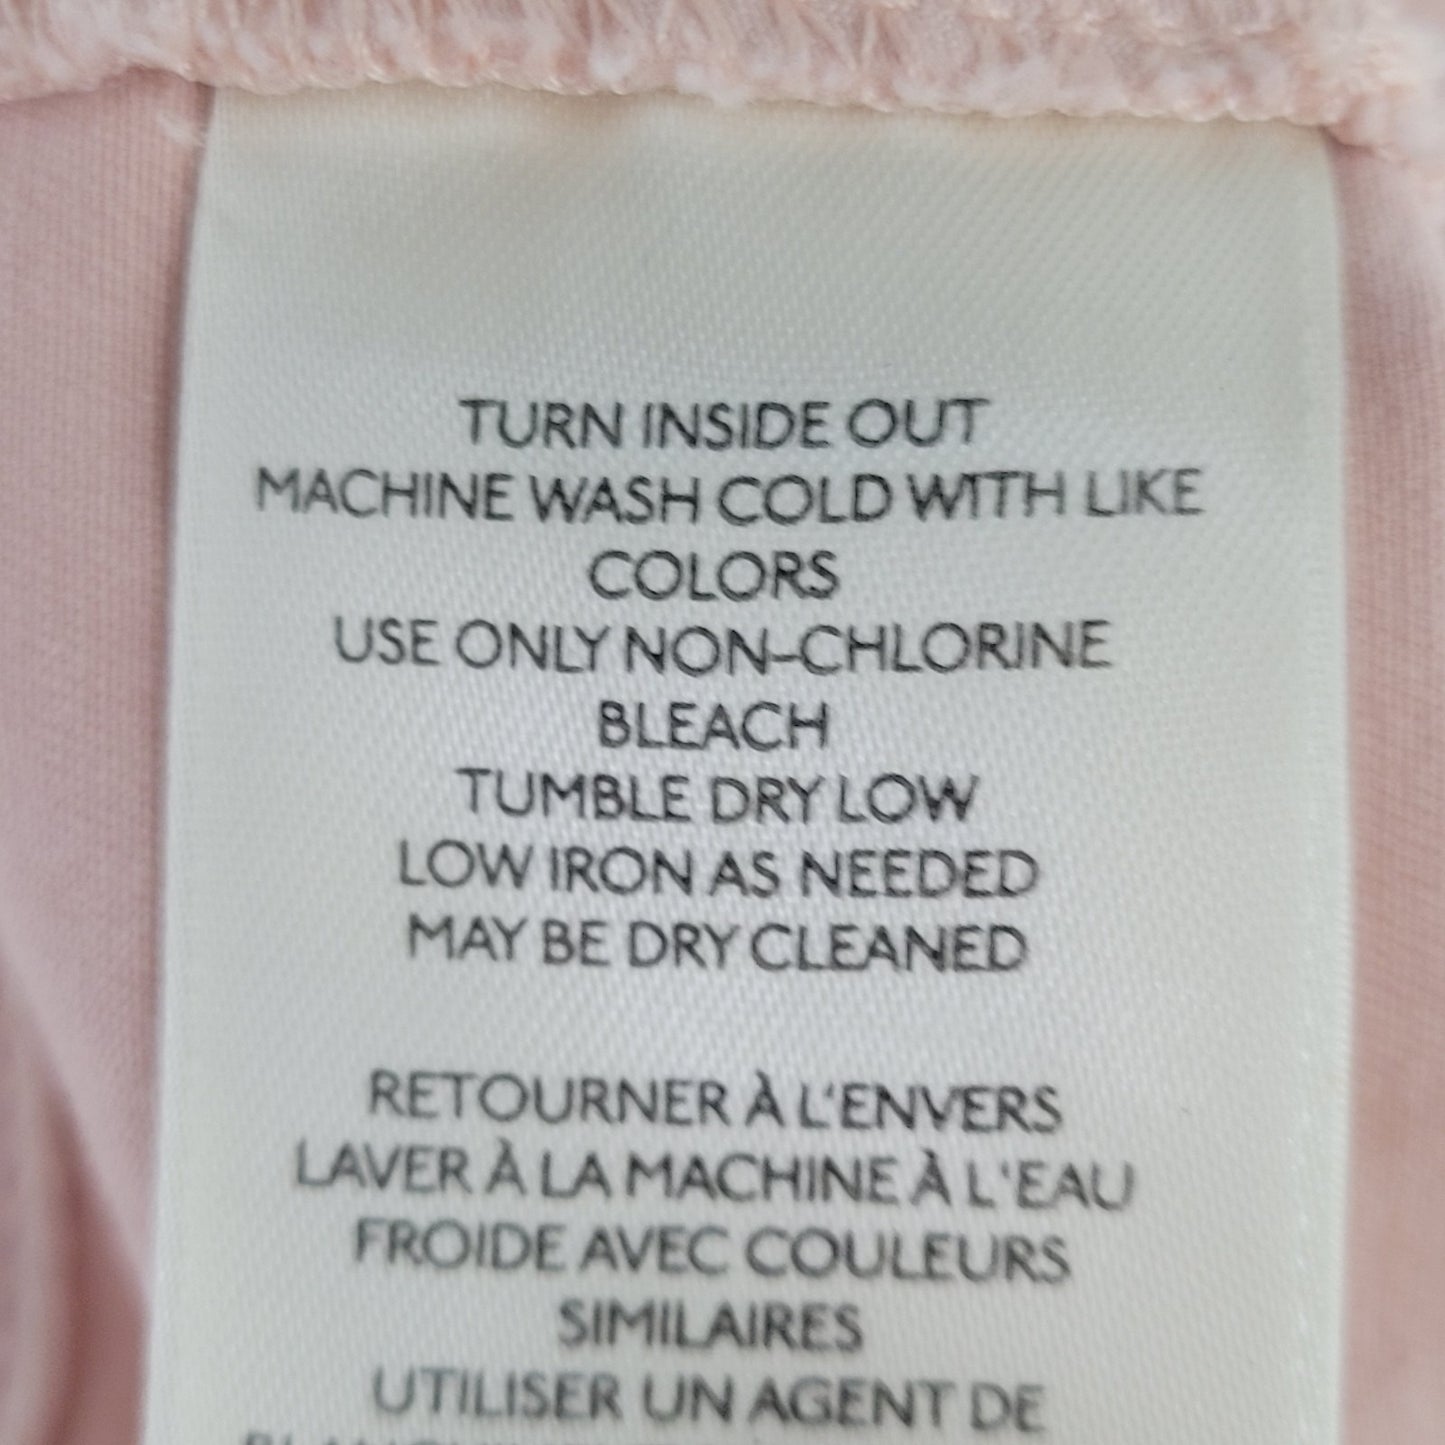 TURN INSIDE OUT
MACHINE WASH COLD WITH LIKE
COLORS
USE ONLY NON-CHLORINE
BLEACH
TUMBLE DRY LOW
LOW IRON AS NEEDED
MAY BE DRY CLEANED
RETOURNER À L'ENVERS
LAVER À LA MACHINE À L'EAU
FROIDE AVEC COULEURS
SIMILAIRES
UTILISER UN AGENT DE